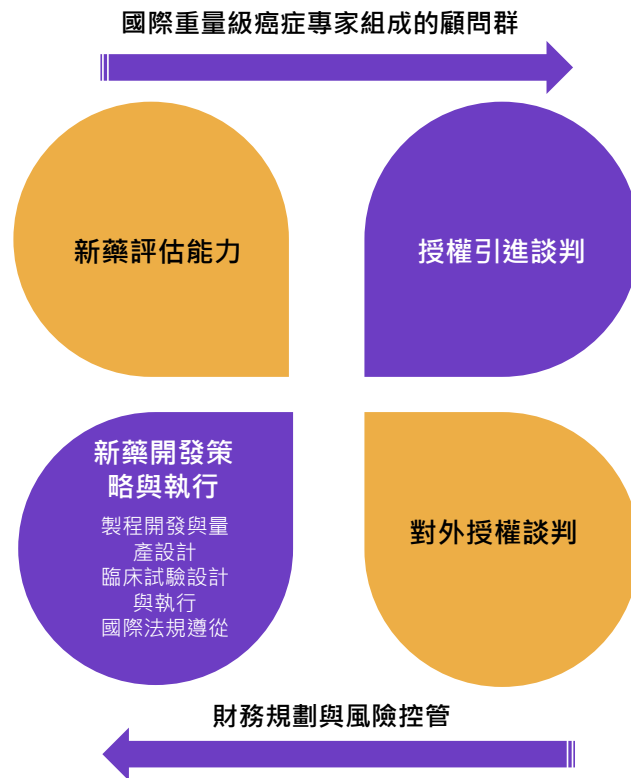 國際重量級癌症專家組成的顧問群
新藥評估能力
授權引進談判
新藥開發策
略與執行
製程開發與量
產設計
臨床試驗設計
與執行
國際法規遵從
對外授權談判
財務規劃與風險控管